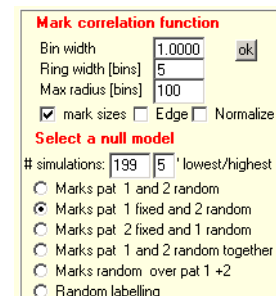 Mark correlation function
Bin width 1.0000 ok
Ring width [bins] 5
Max radius [bins] 100
mark sizes Edge Normalize
Select a null model
# simulations: 199 5 ' lowest/highest
Marks pat 1 and 2 random
Marks pat 1 fixed and 2 random
Marks pat 2 fixed and 1 random
Marks pat 1 and 2 random together
Marks random over pat 1 +2
Random labelling